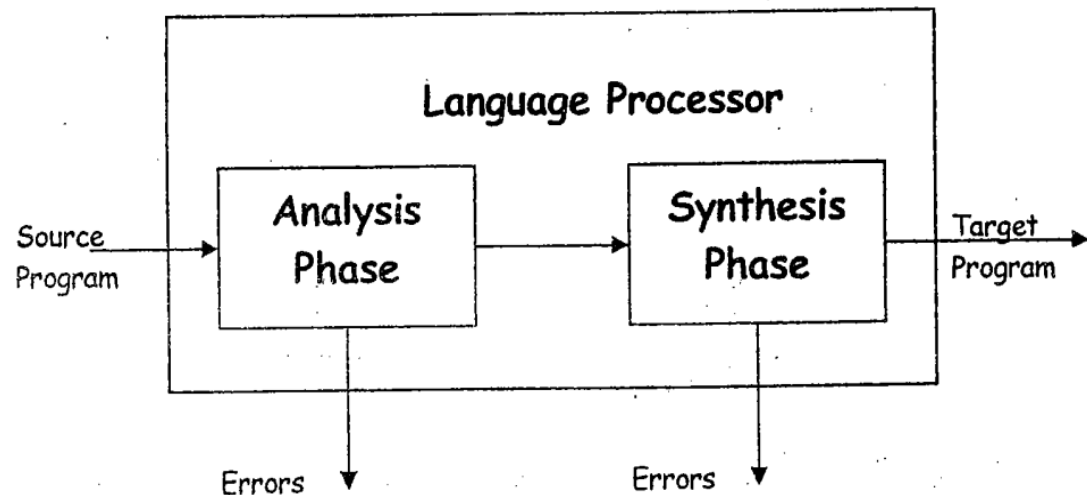 Language Processor
Analysis
Phase
Synthesis
Phase
Source
Program
Target
Program
Errors
Errors